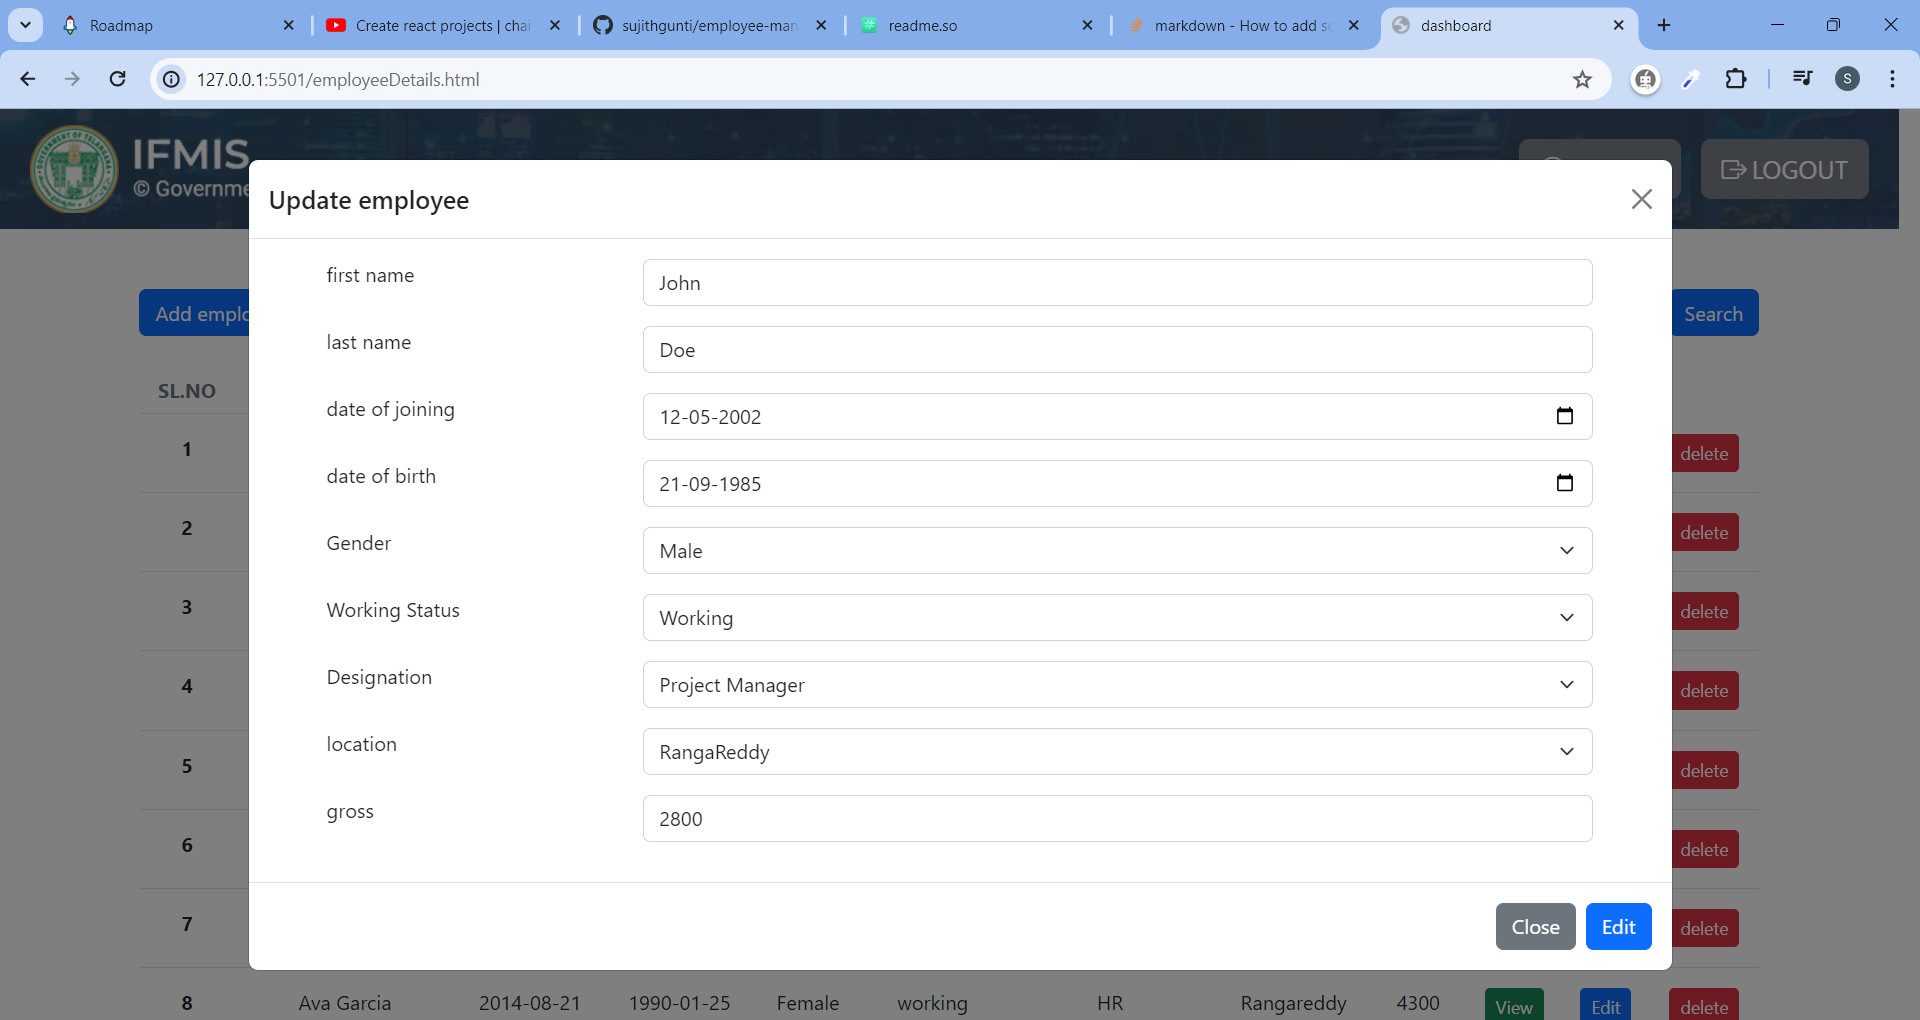 Roadmap
Create react projects | chai
sujithgunti/employee-man
readme.so
markdown - How to add sc
dashboard
127.0.0.1:5501/employeeDetails.html
S
IFMIS
© Governme
LOGOUT
Update employee
first name
John
Add emplo
Search
last name
Doe
SL.NO
date of joining
12-05-2002
1
delete
date of birth
21-09-1985
2
delete
Gender
Male
3
delete
Working Status
Working
4
delete
Designation
Project Manager
5
delete
location
RangaReddy
6
delete
gross
2800
7
delete
Close
Edit
8 Ava Garcia 2014-08-21 1990-01-25 Female working HR Rangareddy 4300 View Edit delete